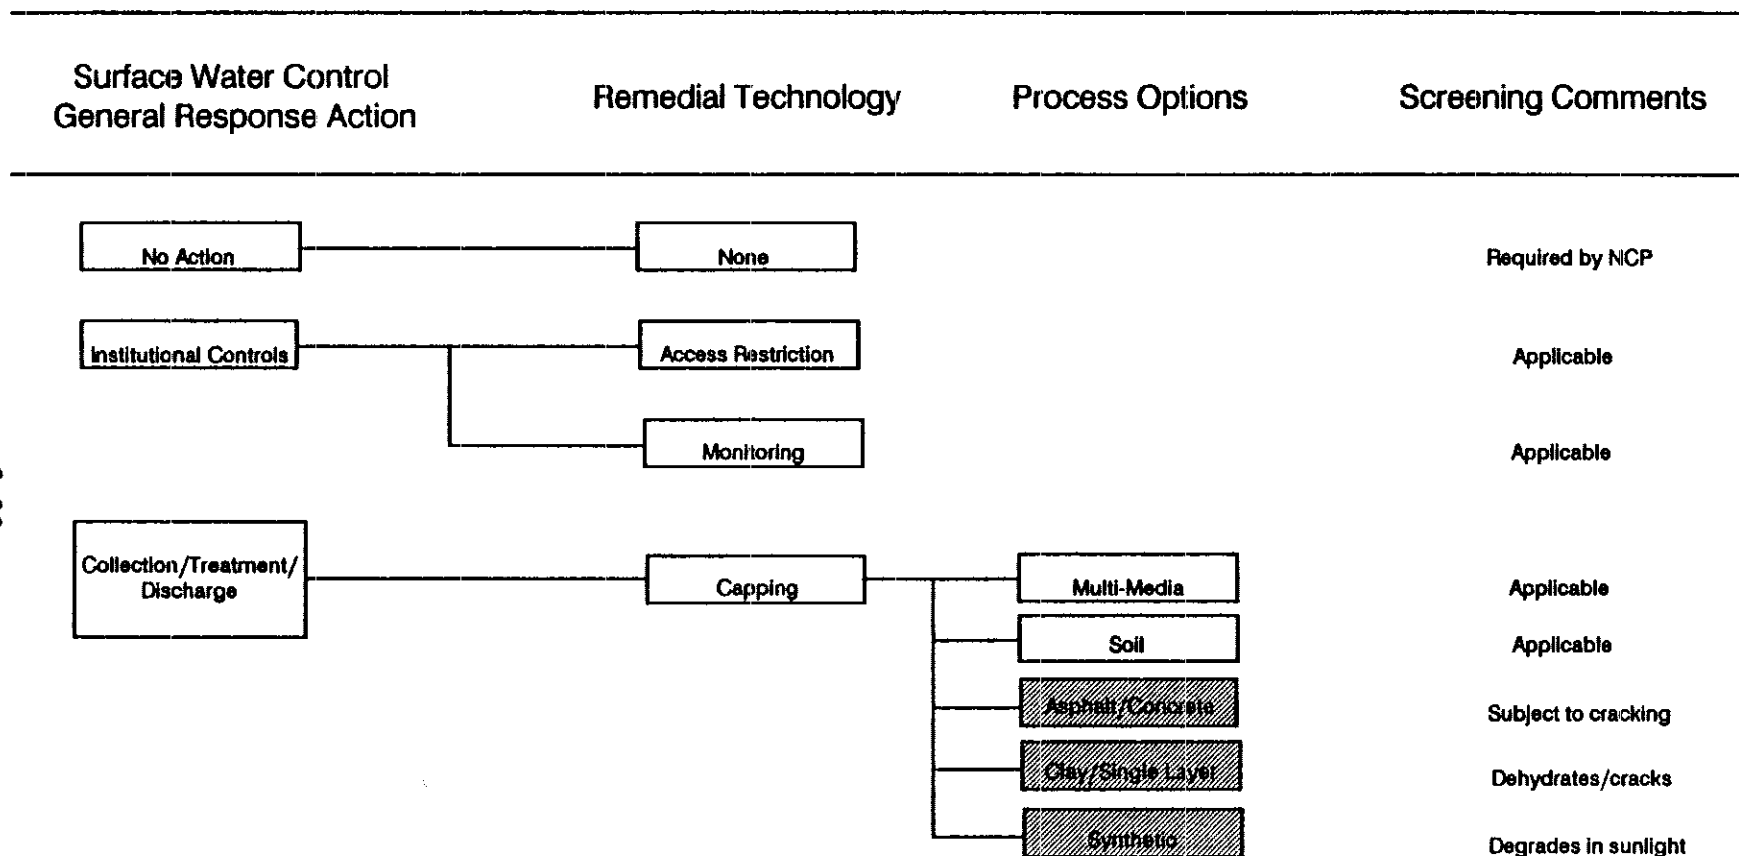 Surface Water Control
General Response Action
Remedial Technology
Process Options
Screening Comments
No Action
None
Required by NCP
Institutional Controls
Access Restriction
Applicable
Monitoring
Applicable
Collection/Treatment/
Discharge
Capping
Multi-Media
Applicable
Soil
Applicable
Asphalt/Concrete
Subject to cracking
Clay/Single Layer
Dehydrates/cracks
Synthetic
Degrades in sunlight